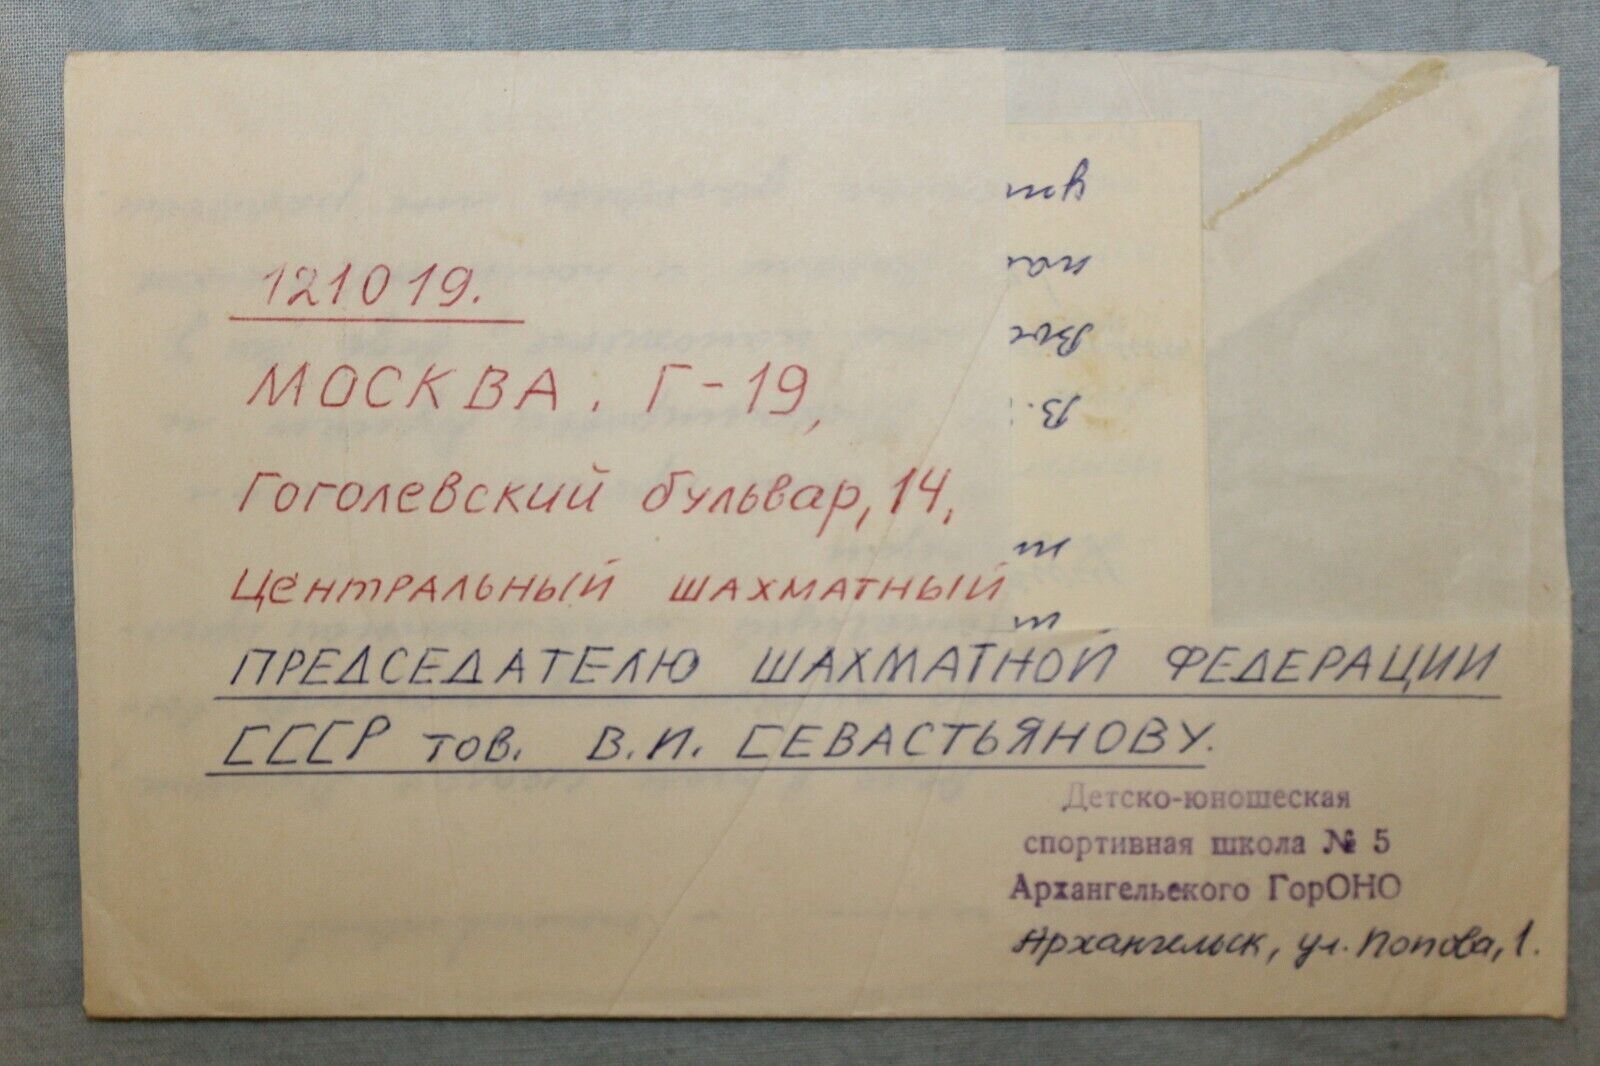 121019.
МОСКВА, Г-19,
Гоголевский бульвар, 14,
Центральный шахматный
ПРЕДСЕДАТЕЛЮ ШАХМАТНОЙ ФЕДЕРАЦИИ
СССР тов. В.И. СЕВАСТЬЯНОВУ.
Детско-юношеская
спортивная школа № 5
Архангельского ГорОНО
Архангельск, ул. Попова, 1.